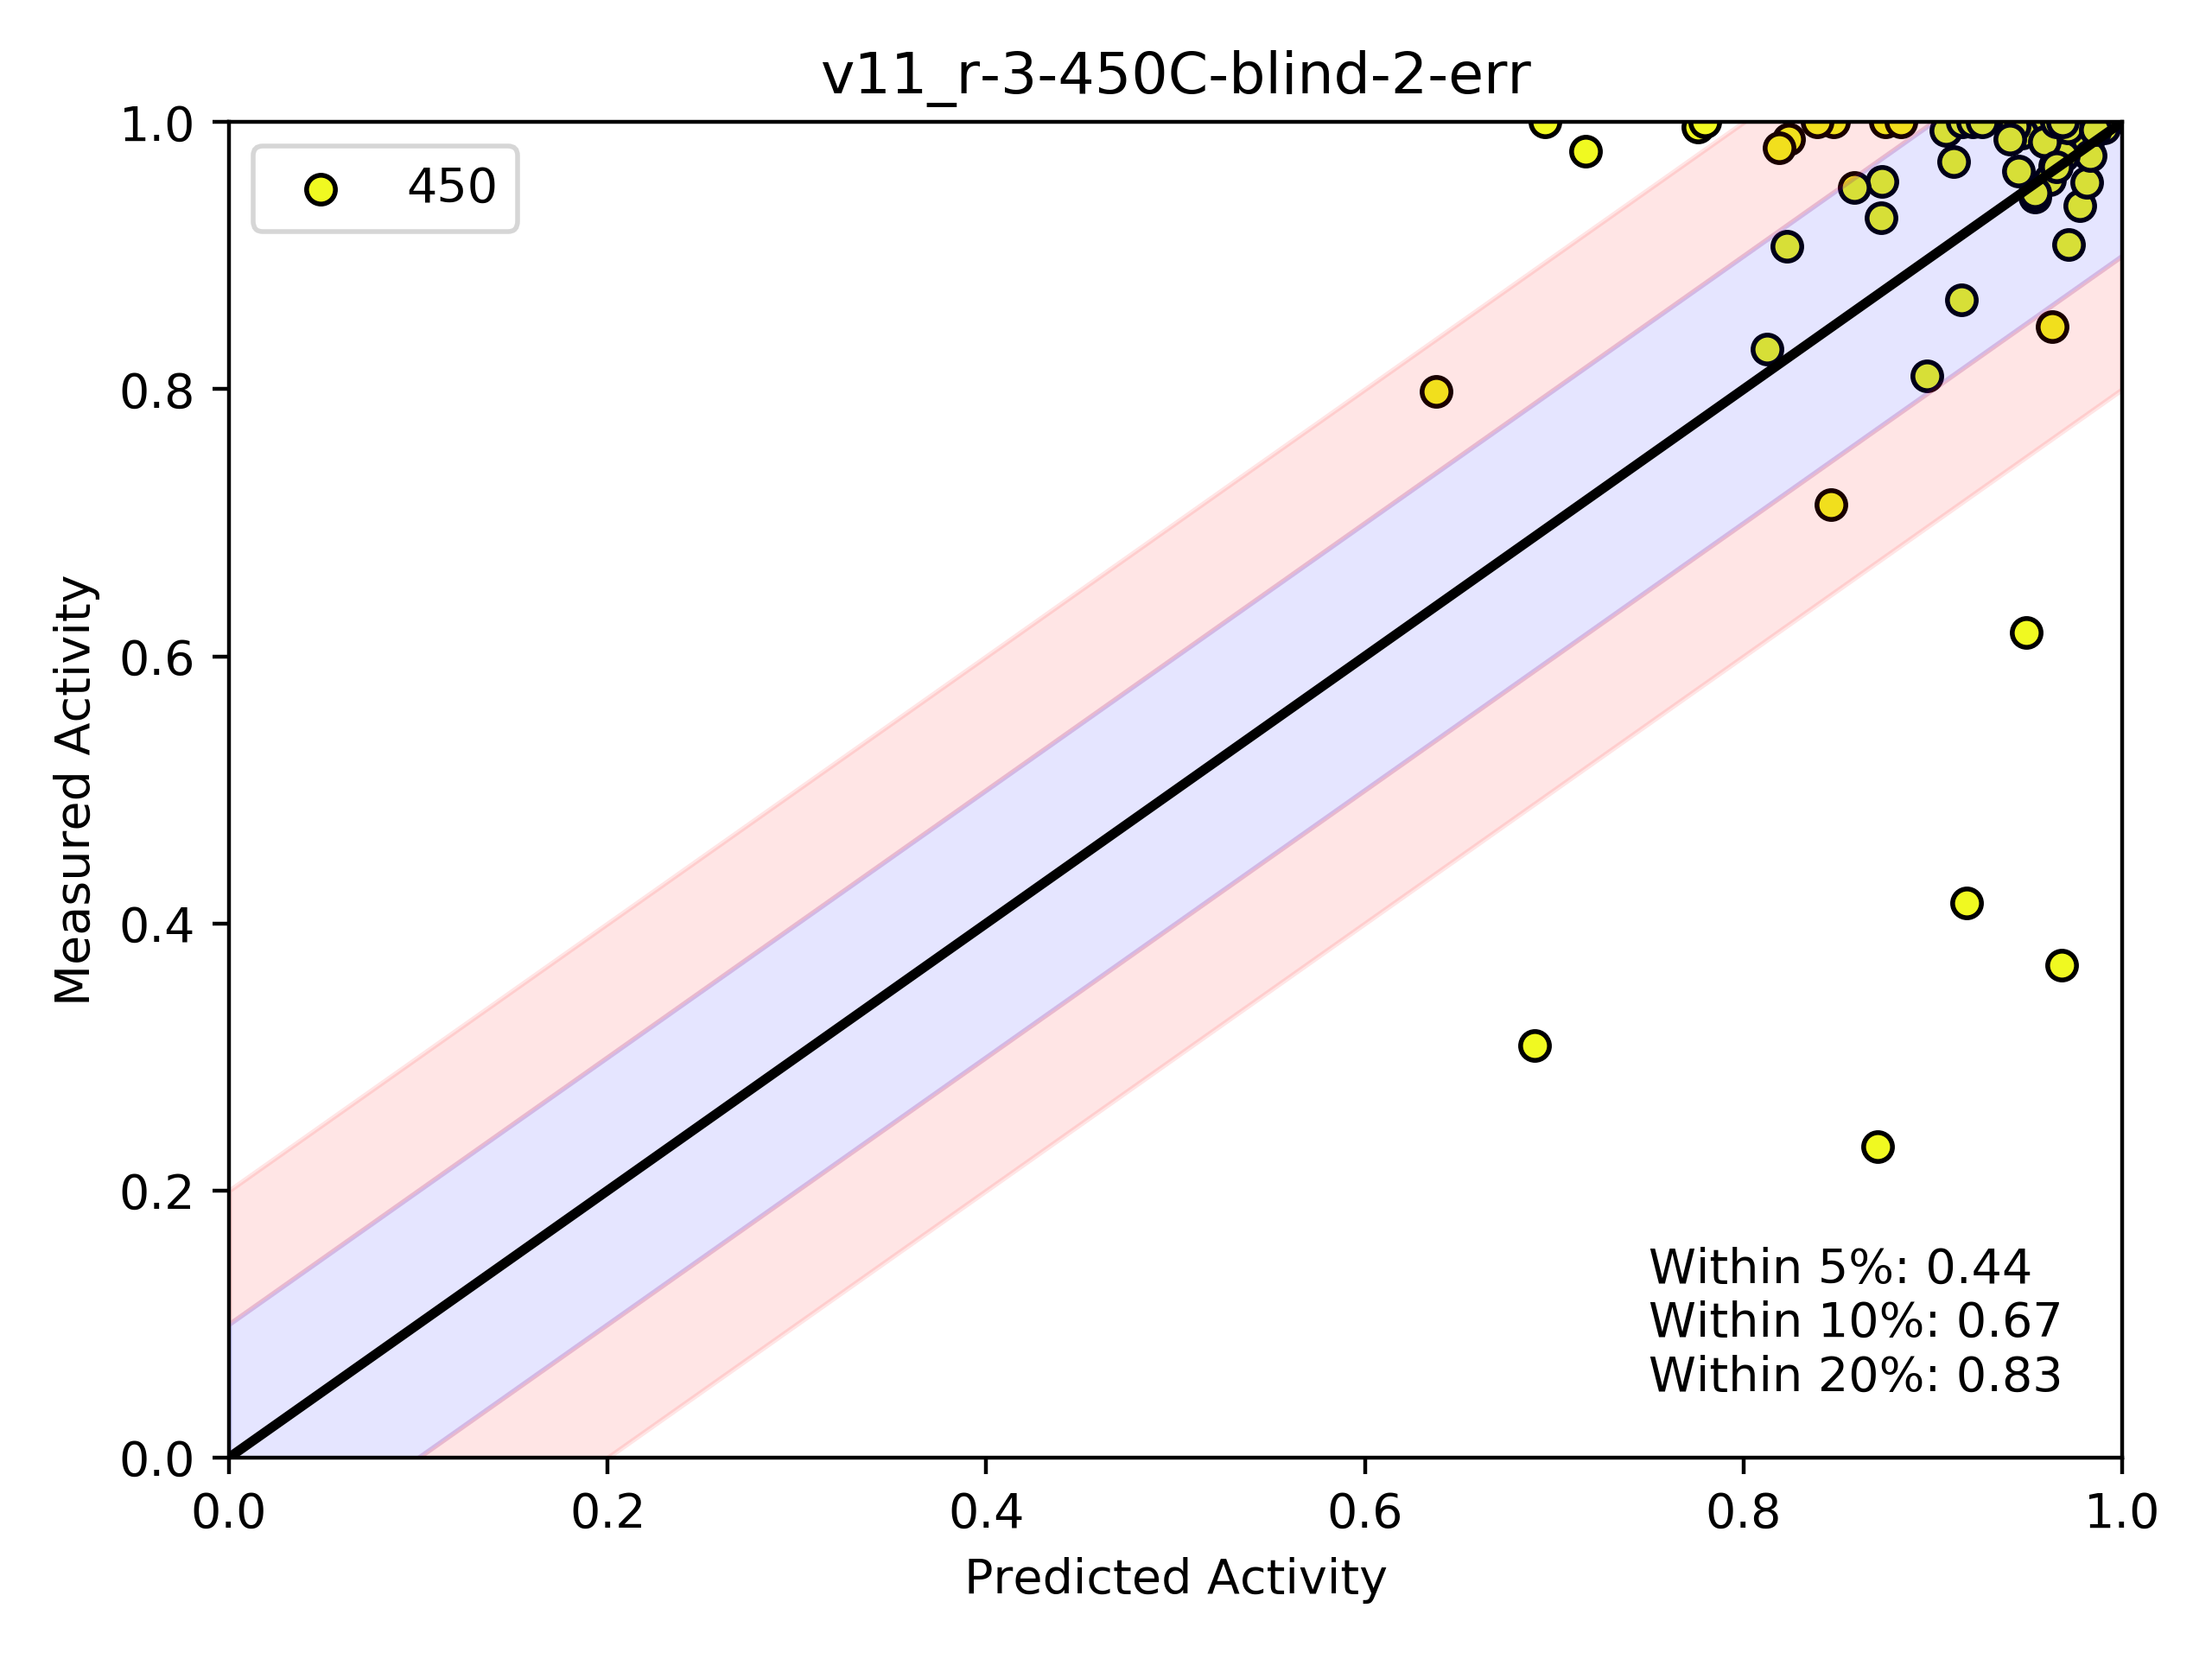 v11_r-3-450C-blind-2-err
450
Measured Activity
1.0
0.8
0.6
0.4
0.2
0.0
Within 5%: 0.44
Within 10%: 0.67
Within 20%: 0.83
0.0 0.2 0.4 0.6 0.8 1.0
Predicted Activity